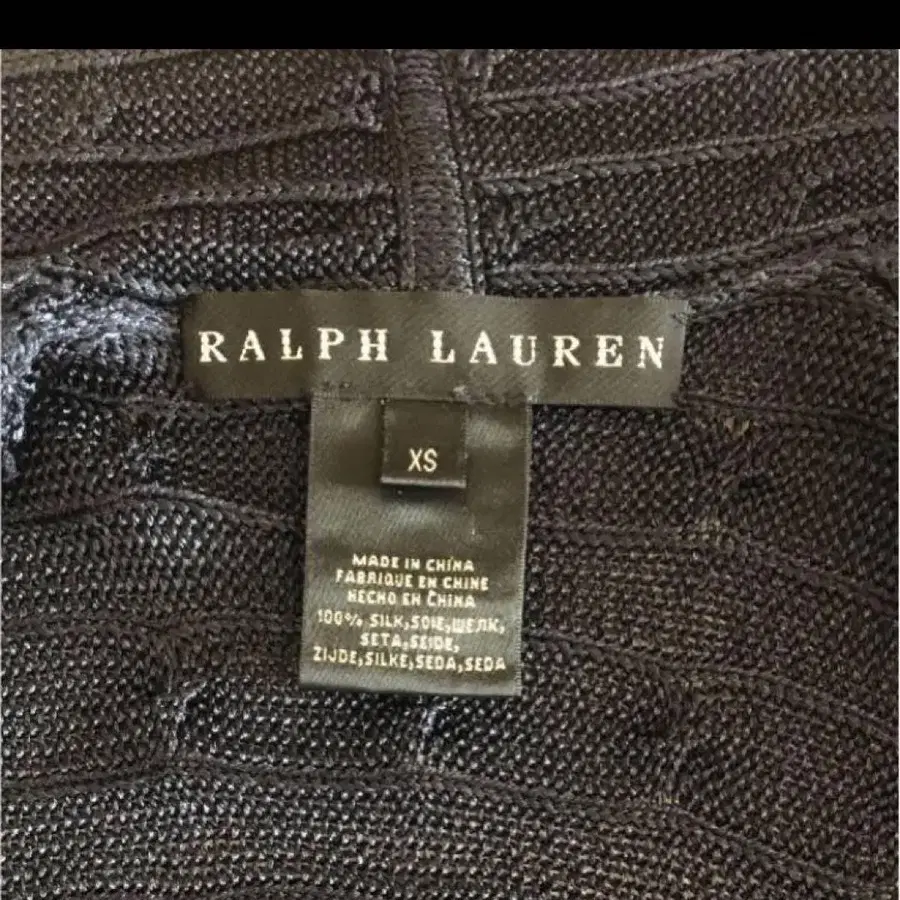 RALPH LAUREN
XS
MADE IN CHINA
FABRIQUE EN CHINE
HECHO EN CHINA
100% SILK,SOIE,ШЕЛК,
SETA,SEIDE,
ZIJDE,SILKE,SEDA,SEDA